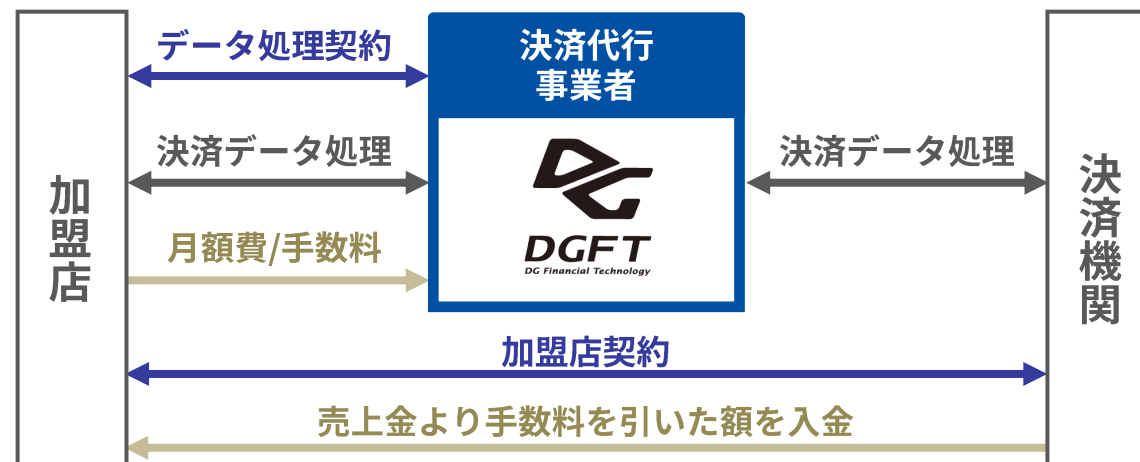 データ処理契約
決済代行
事業者
決済データ処理
決済データ処理
加盟店
DGFT
DG Financial Technology
決済機関
月額費/手数料
加盟店契約
売上金より手数料を引いた額を入金